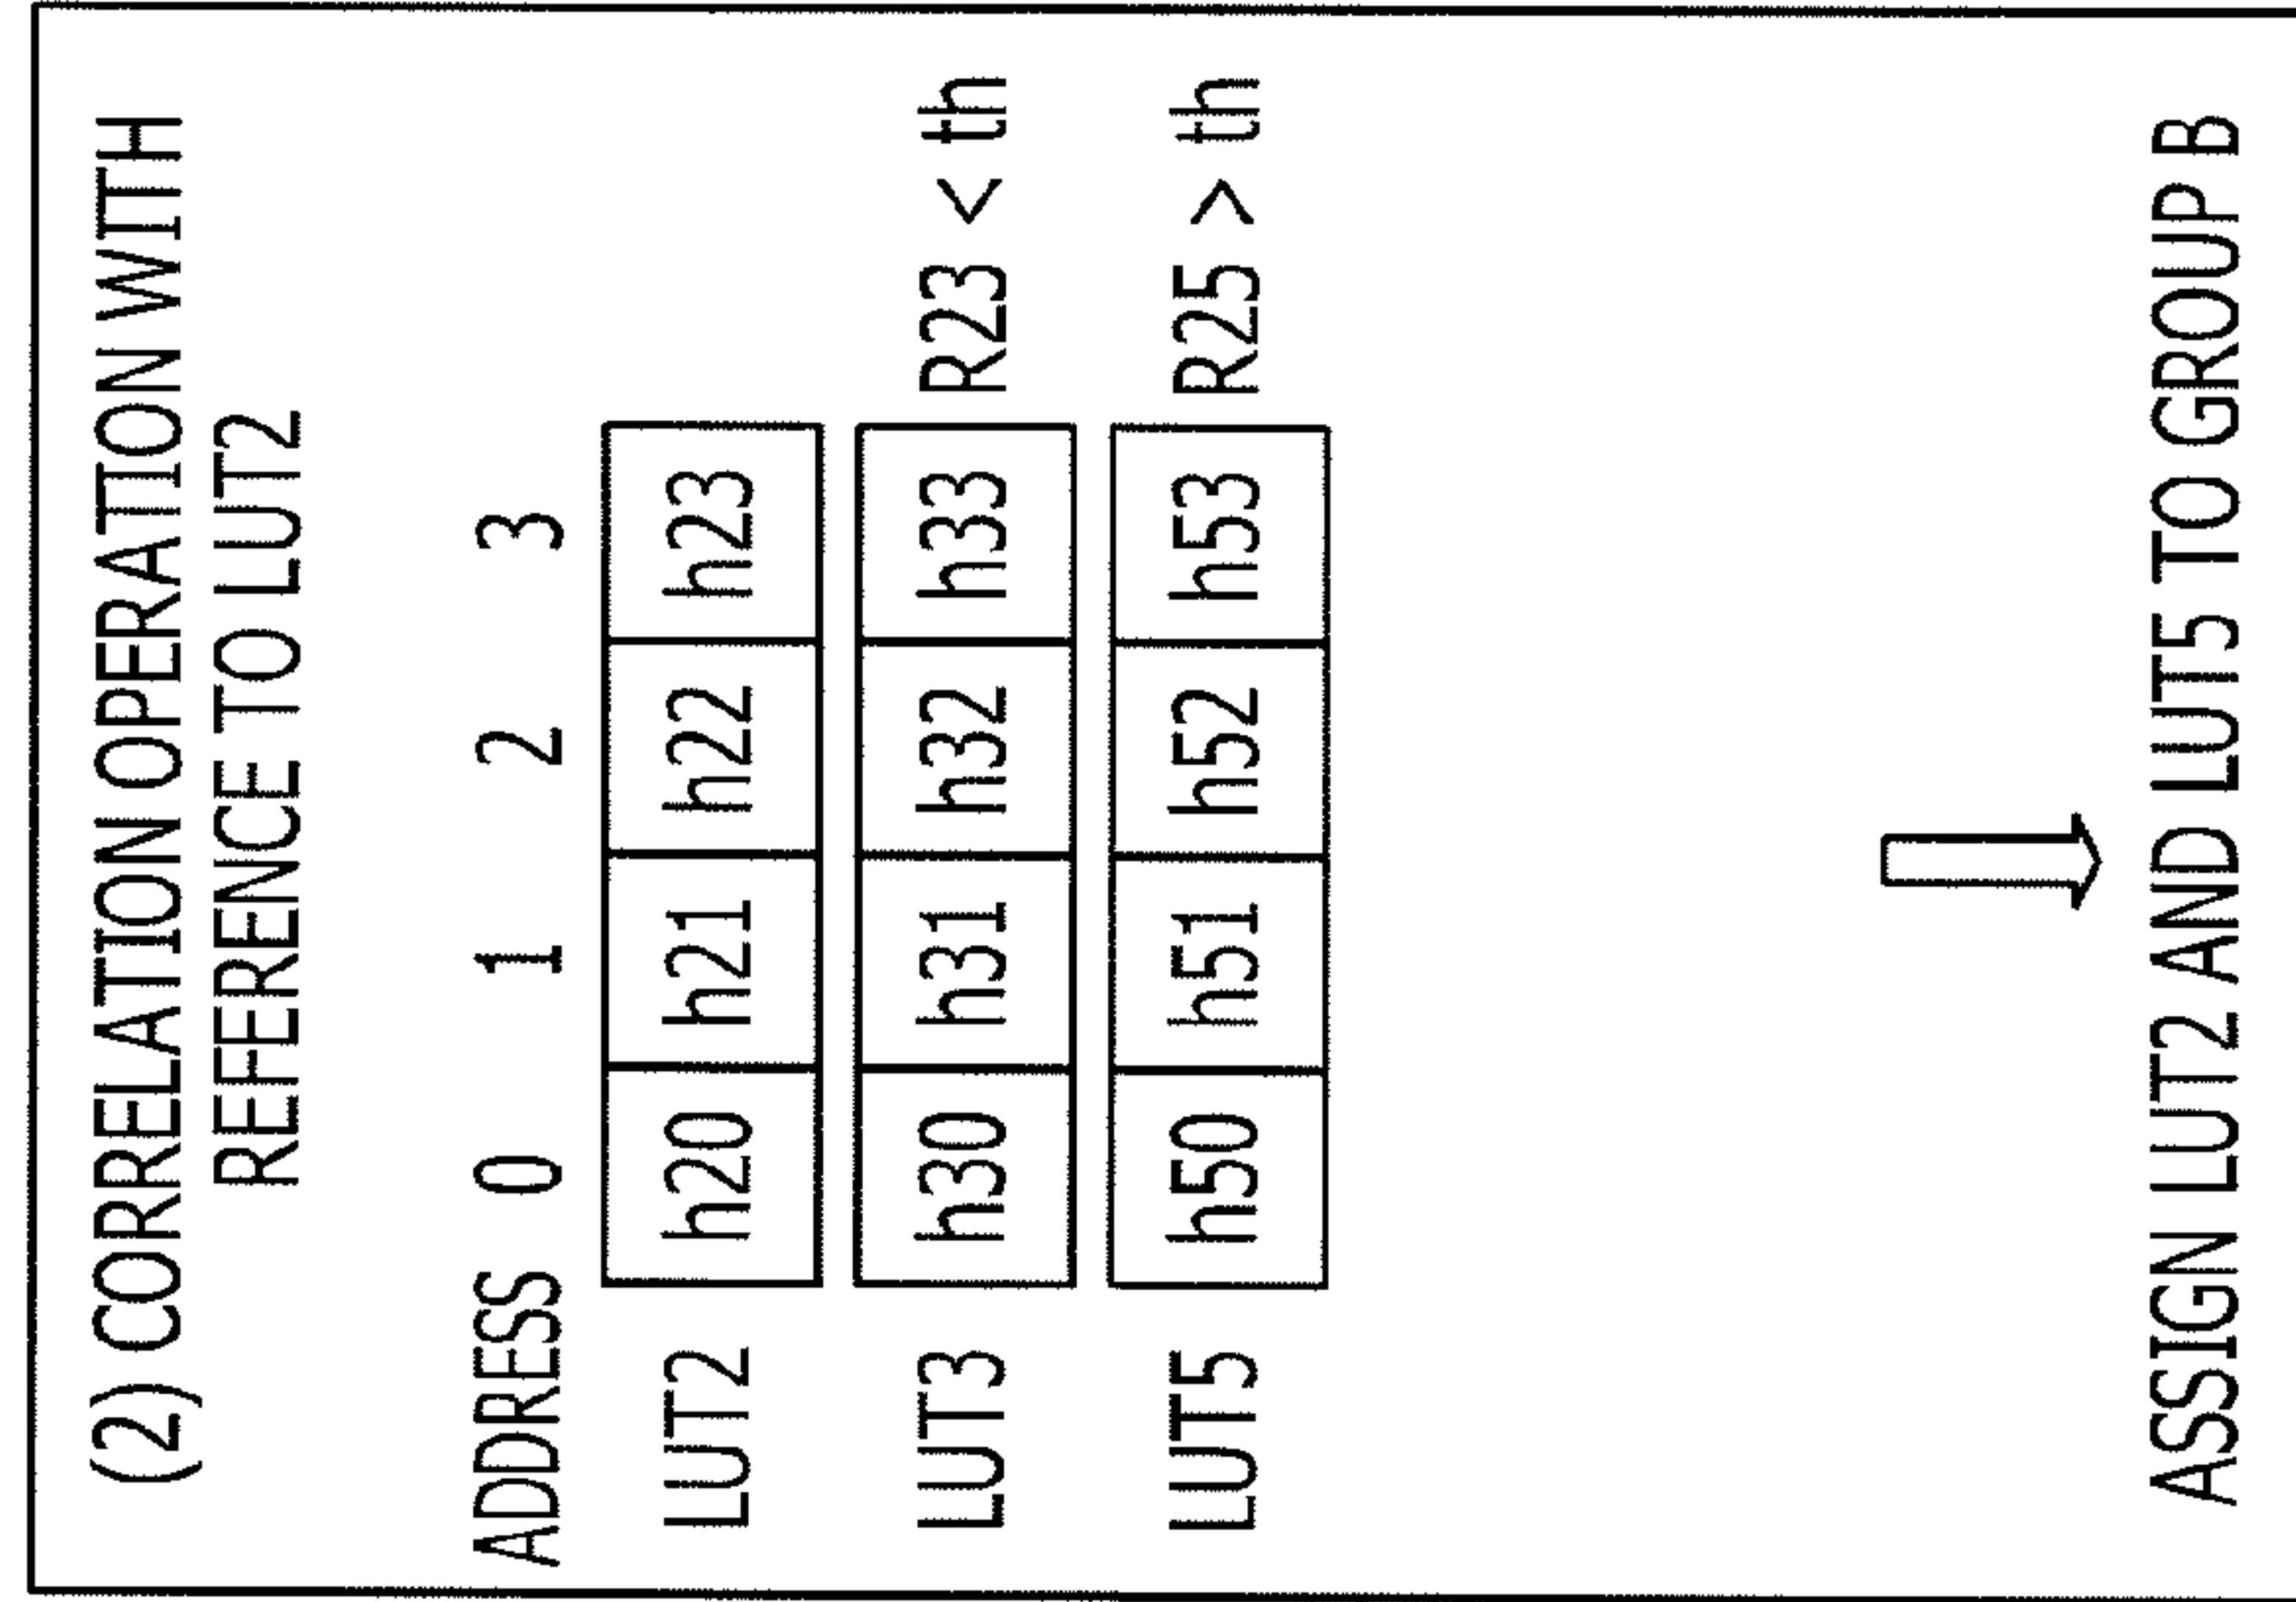 (2) CORRELATION OPERATION WITH
REFERENCE TO LUT2
ADDRESS 0 1 2 3
LUT2 h20 h21 h22 h23
LUT3 h30 h31 h32 h33 R23 < th
LUT5 h50 h51 h52 h53 R25 > th
ASSIGN LUT2 AND LUT5 TO GROUP B